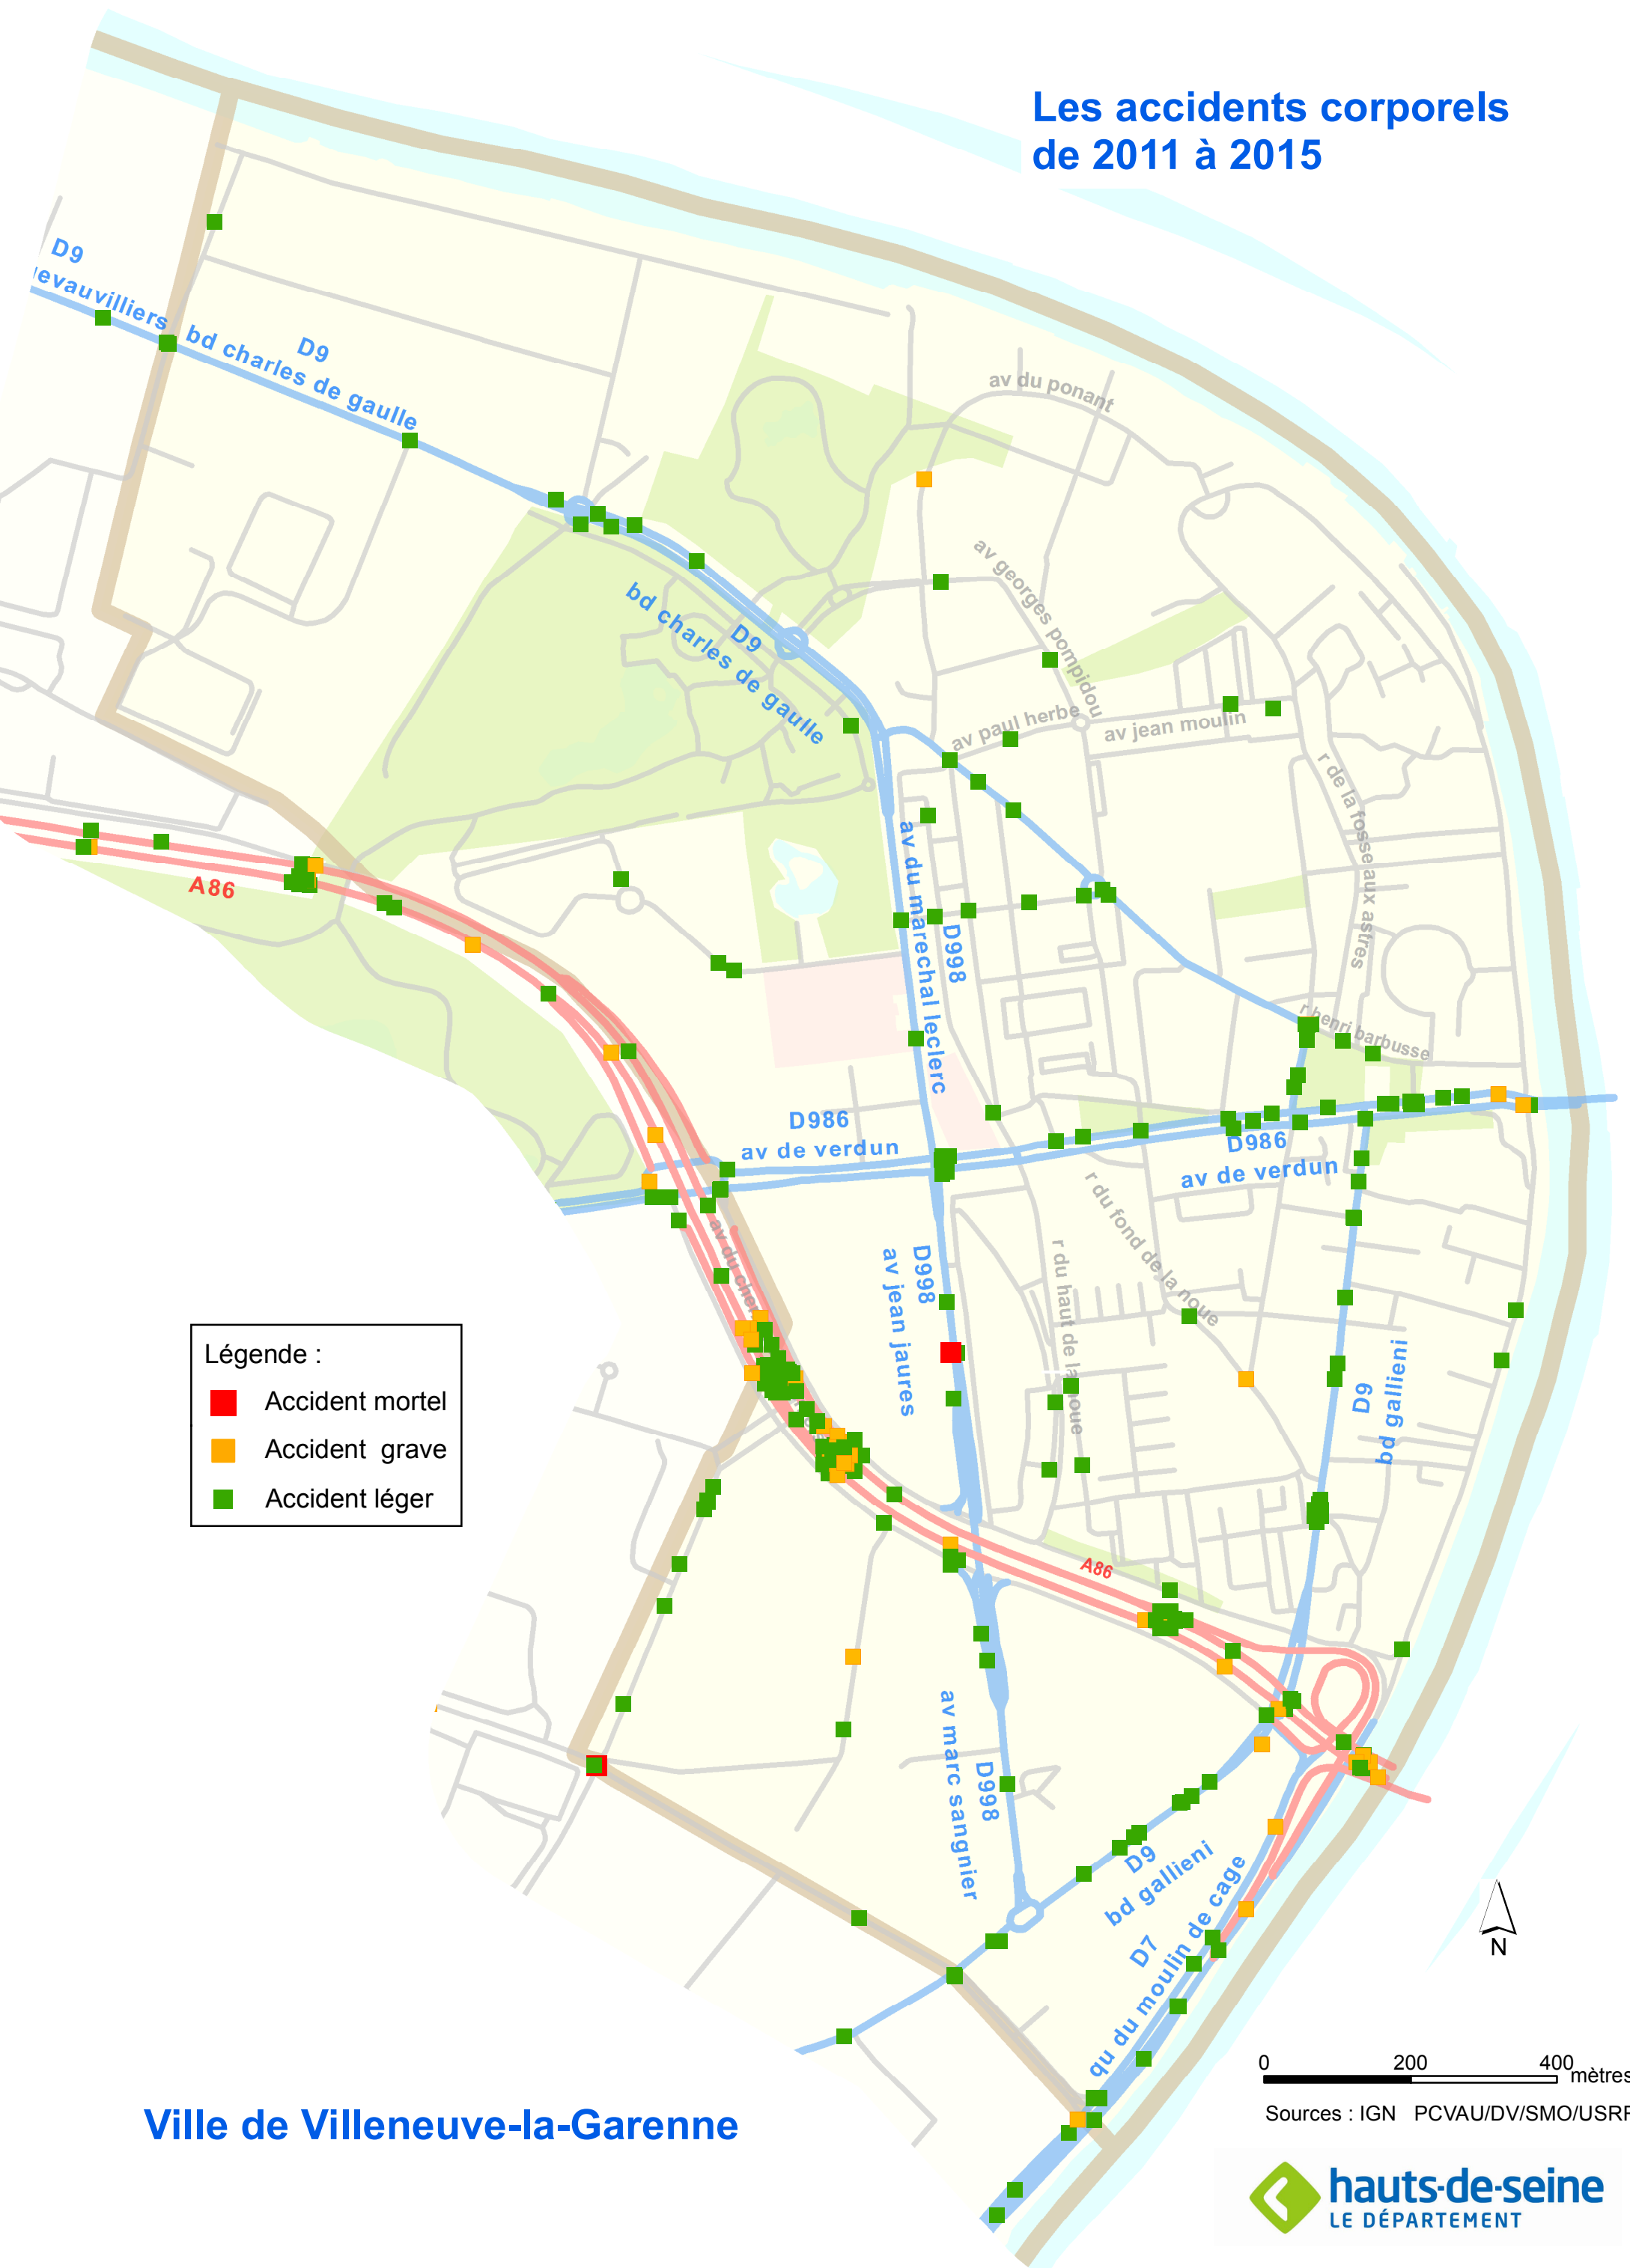 Les accidents corporels
de 2011 à 2015
D9
evauvilliers
D9
bd charles de gaulle
av du ponant
av georges pompidou
D9
bd charles de gaulle
av paul herbe
av jean moulin
r de la fosse aux astres
A86
av du marechal leclerc
D998
r henri barbusse
D986
av de verdun
D986
av de verdun
r du fond de la noue
r du haut de la noue
D998
av jean jaures
D9
bd gallieni
Légende :
Accident mortel
Accident grave
Accident léger
A86
av marc sangnier
D998
D9
bd gallieni
D7
qu du moulin de cage
N
0 200 400 mètres
Sources : IGN PCVAU/DV/SMO/USR
Ville de Villeneuve-la-Garenne
hauts-de-seine
LE DÉPARTEMENT